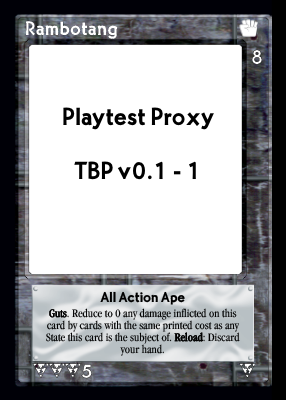 Rambotang
8
Playtest Proxy
TBP v0.1 - 1
All Action Ape
Guts. Reduce to 0 any damage inflicted on this
card by cards with the same printed cost as any
State this card is the subject of. Reload: Discard
your hand.
5